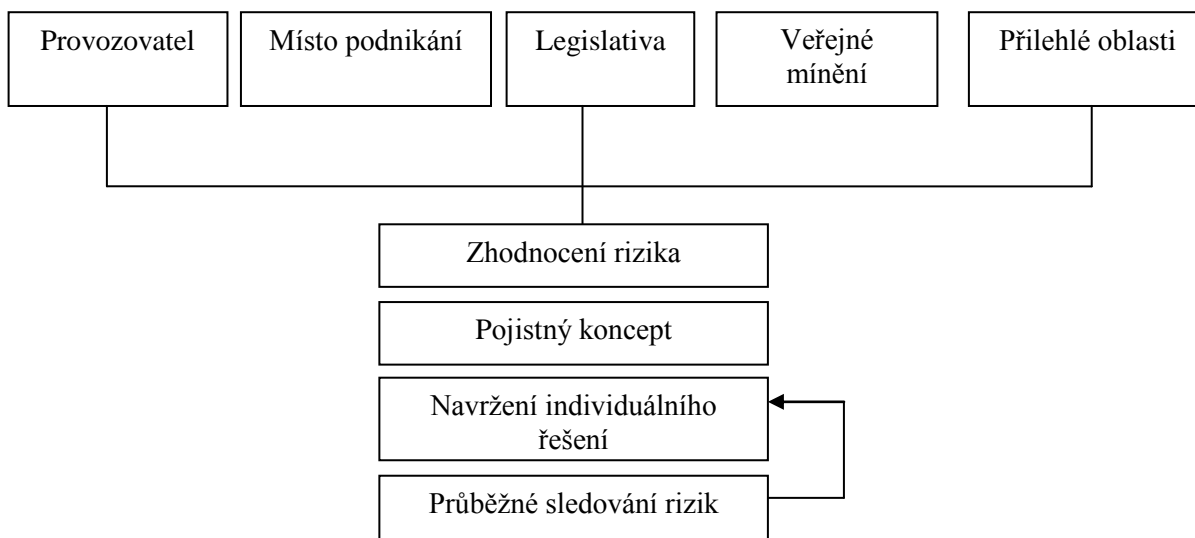 Provozovatel
Místo podnikání
Legislativa
Veřejné
mínění
Přilehlé oblasti
Zhodnocení rizika
Pojistný koncept
Navržení individuálního
řešení
Průběžné sledování rizik